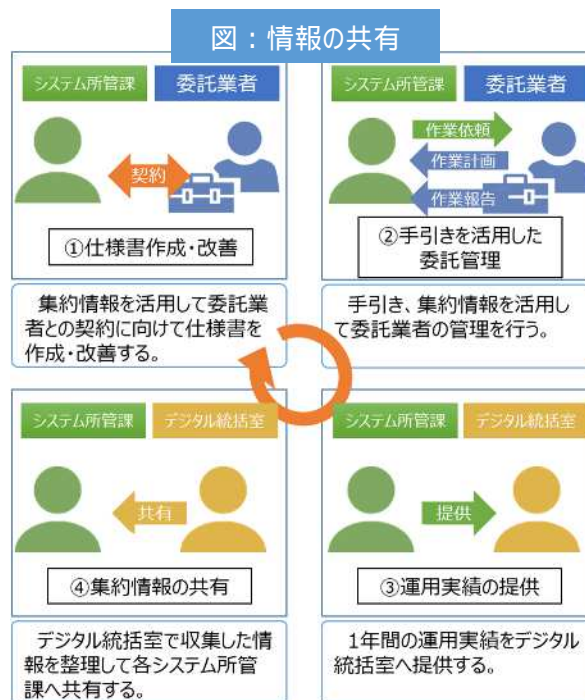 図：情報の共有
システム所管課 委託業者
契約
①仕様書作成・改善
集約情報を活用して委託業
者との契約に向けて仕様書を
作成・改善する。
システム所管課 委託業者
作業依頼
作業計画
作業報告
②手引きを活用した
委託管理
手引き、集約情報を活用し
て委託業者の管理を行う。
システム所管課 デジタル統括室
提供
③運用実績の提供
1年間の運用実績をデジタル
統括室へ提供する。
システム所管課 デジタル統括室
共有
④集約情報の共有
デジタル統括室で収集した情
報を整理して各システム所管
課へ共有する。